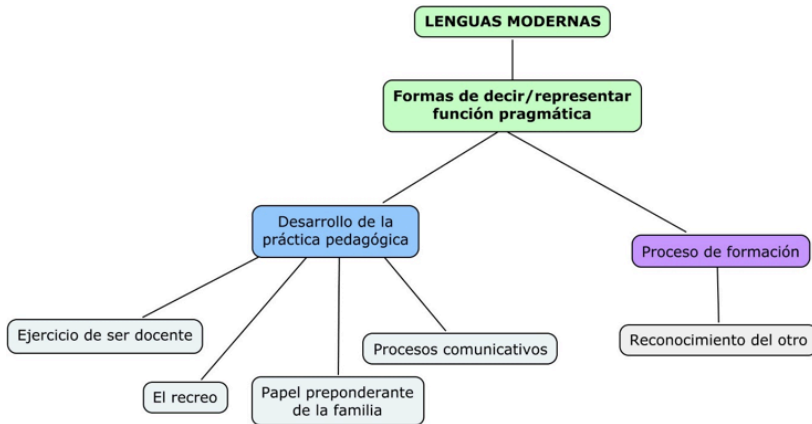 LENGUAS MODERNAS
Formas de decir/representar
función pragmática
Desarrollo de la
práctica pedagógica
Proceso de formación
Ejercicio de ser docente
El recreo
Papel preponderante
de la familia
Procesos comunicativos
Reconocimiento del otro